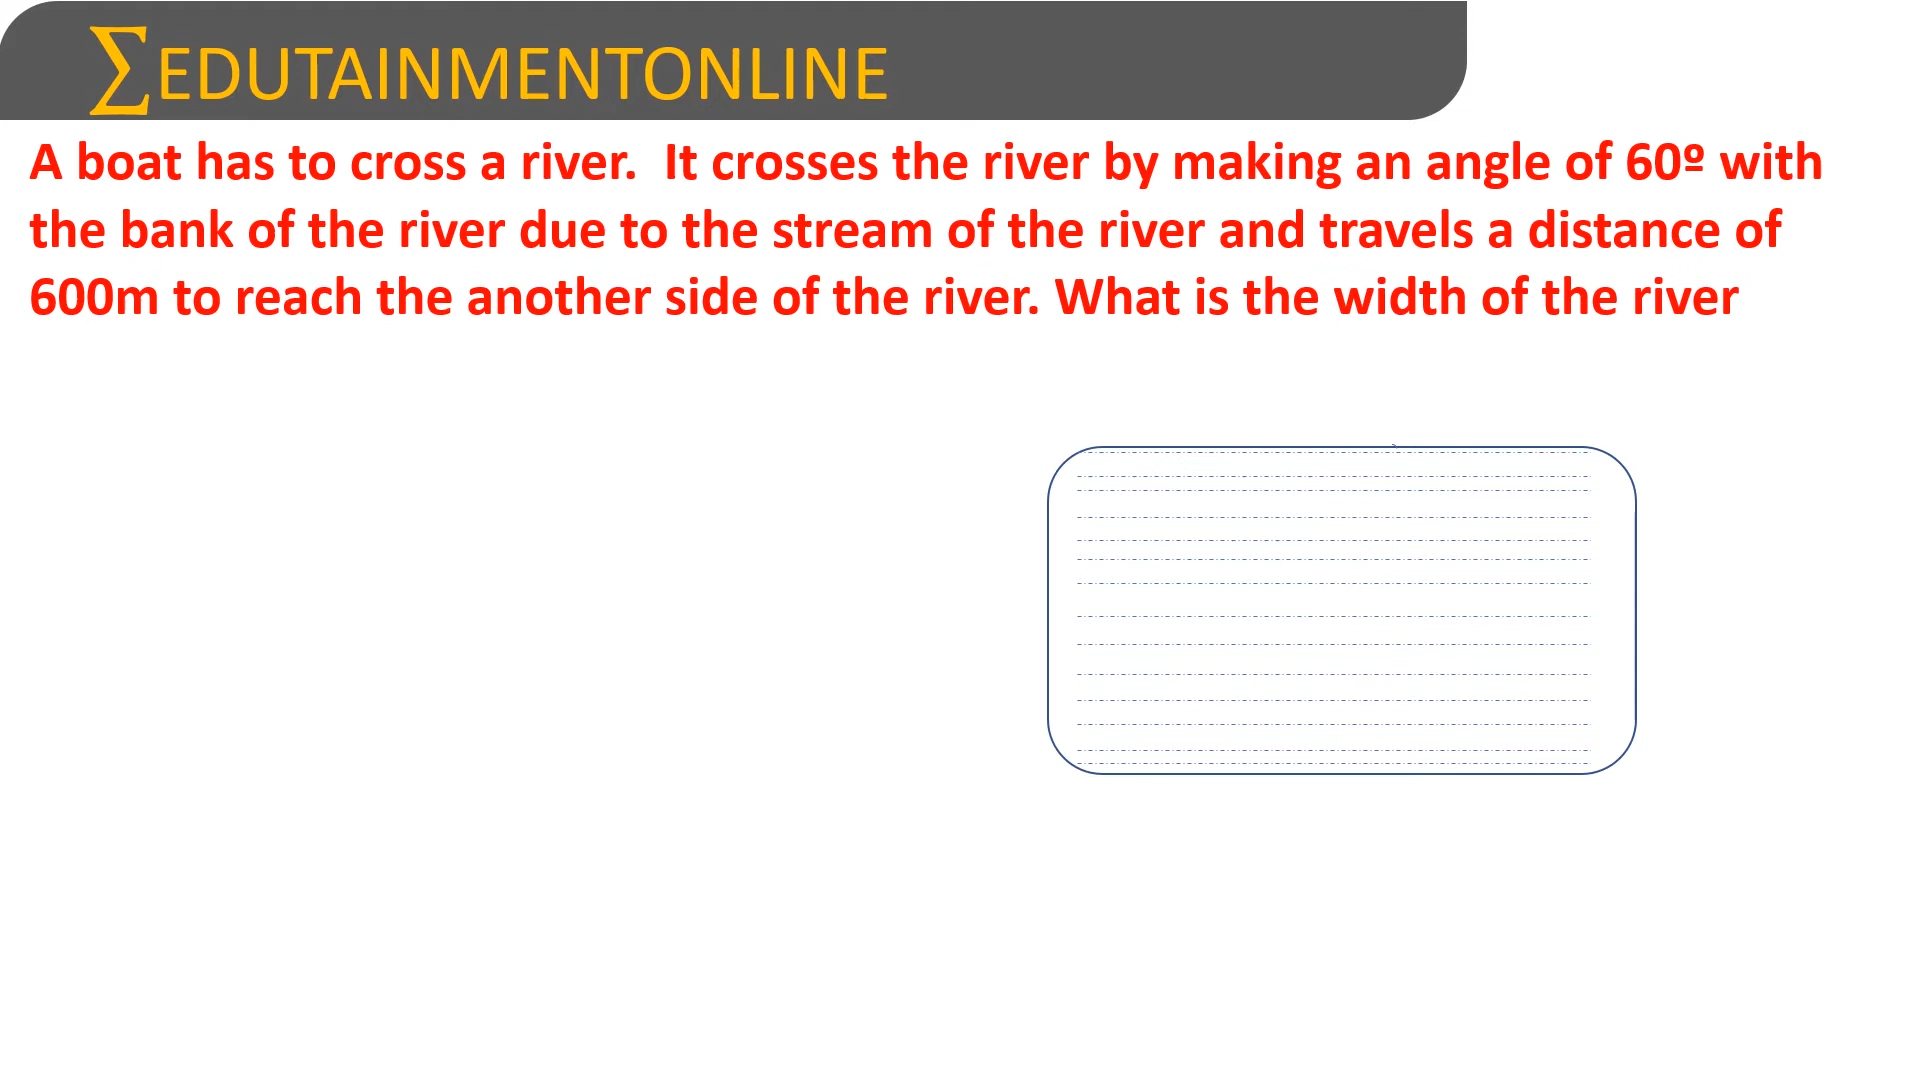 ∑EDUTAINMENTONLINE
A boat has to cross a river.  It crosses the river by making an angle of 60º with
the bank of the river due to the stream of the river and travels a distance of
600m to reach the another side of the river. What is the width of the river